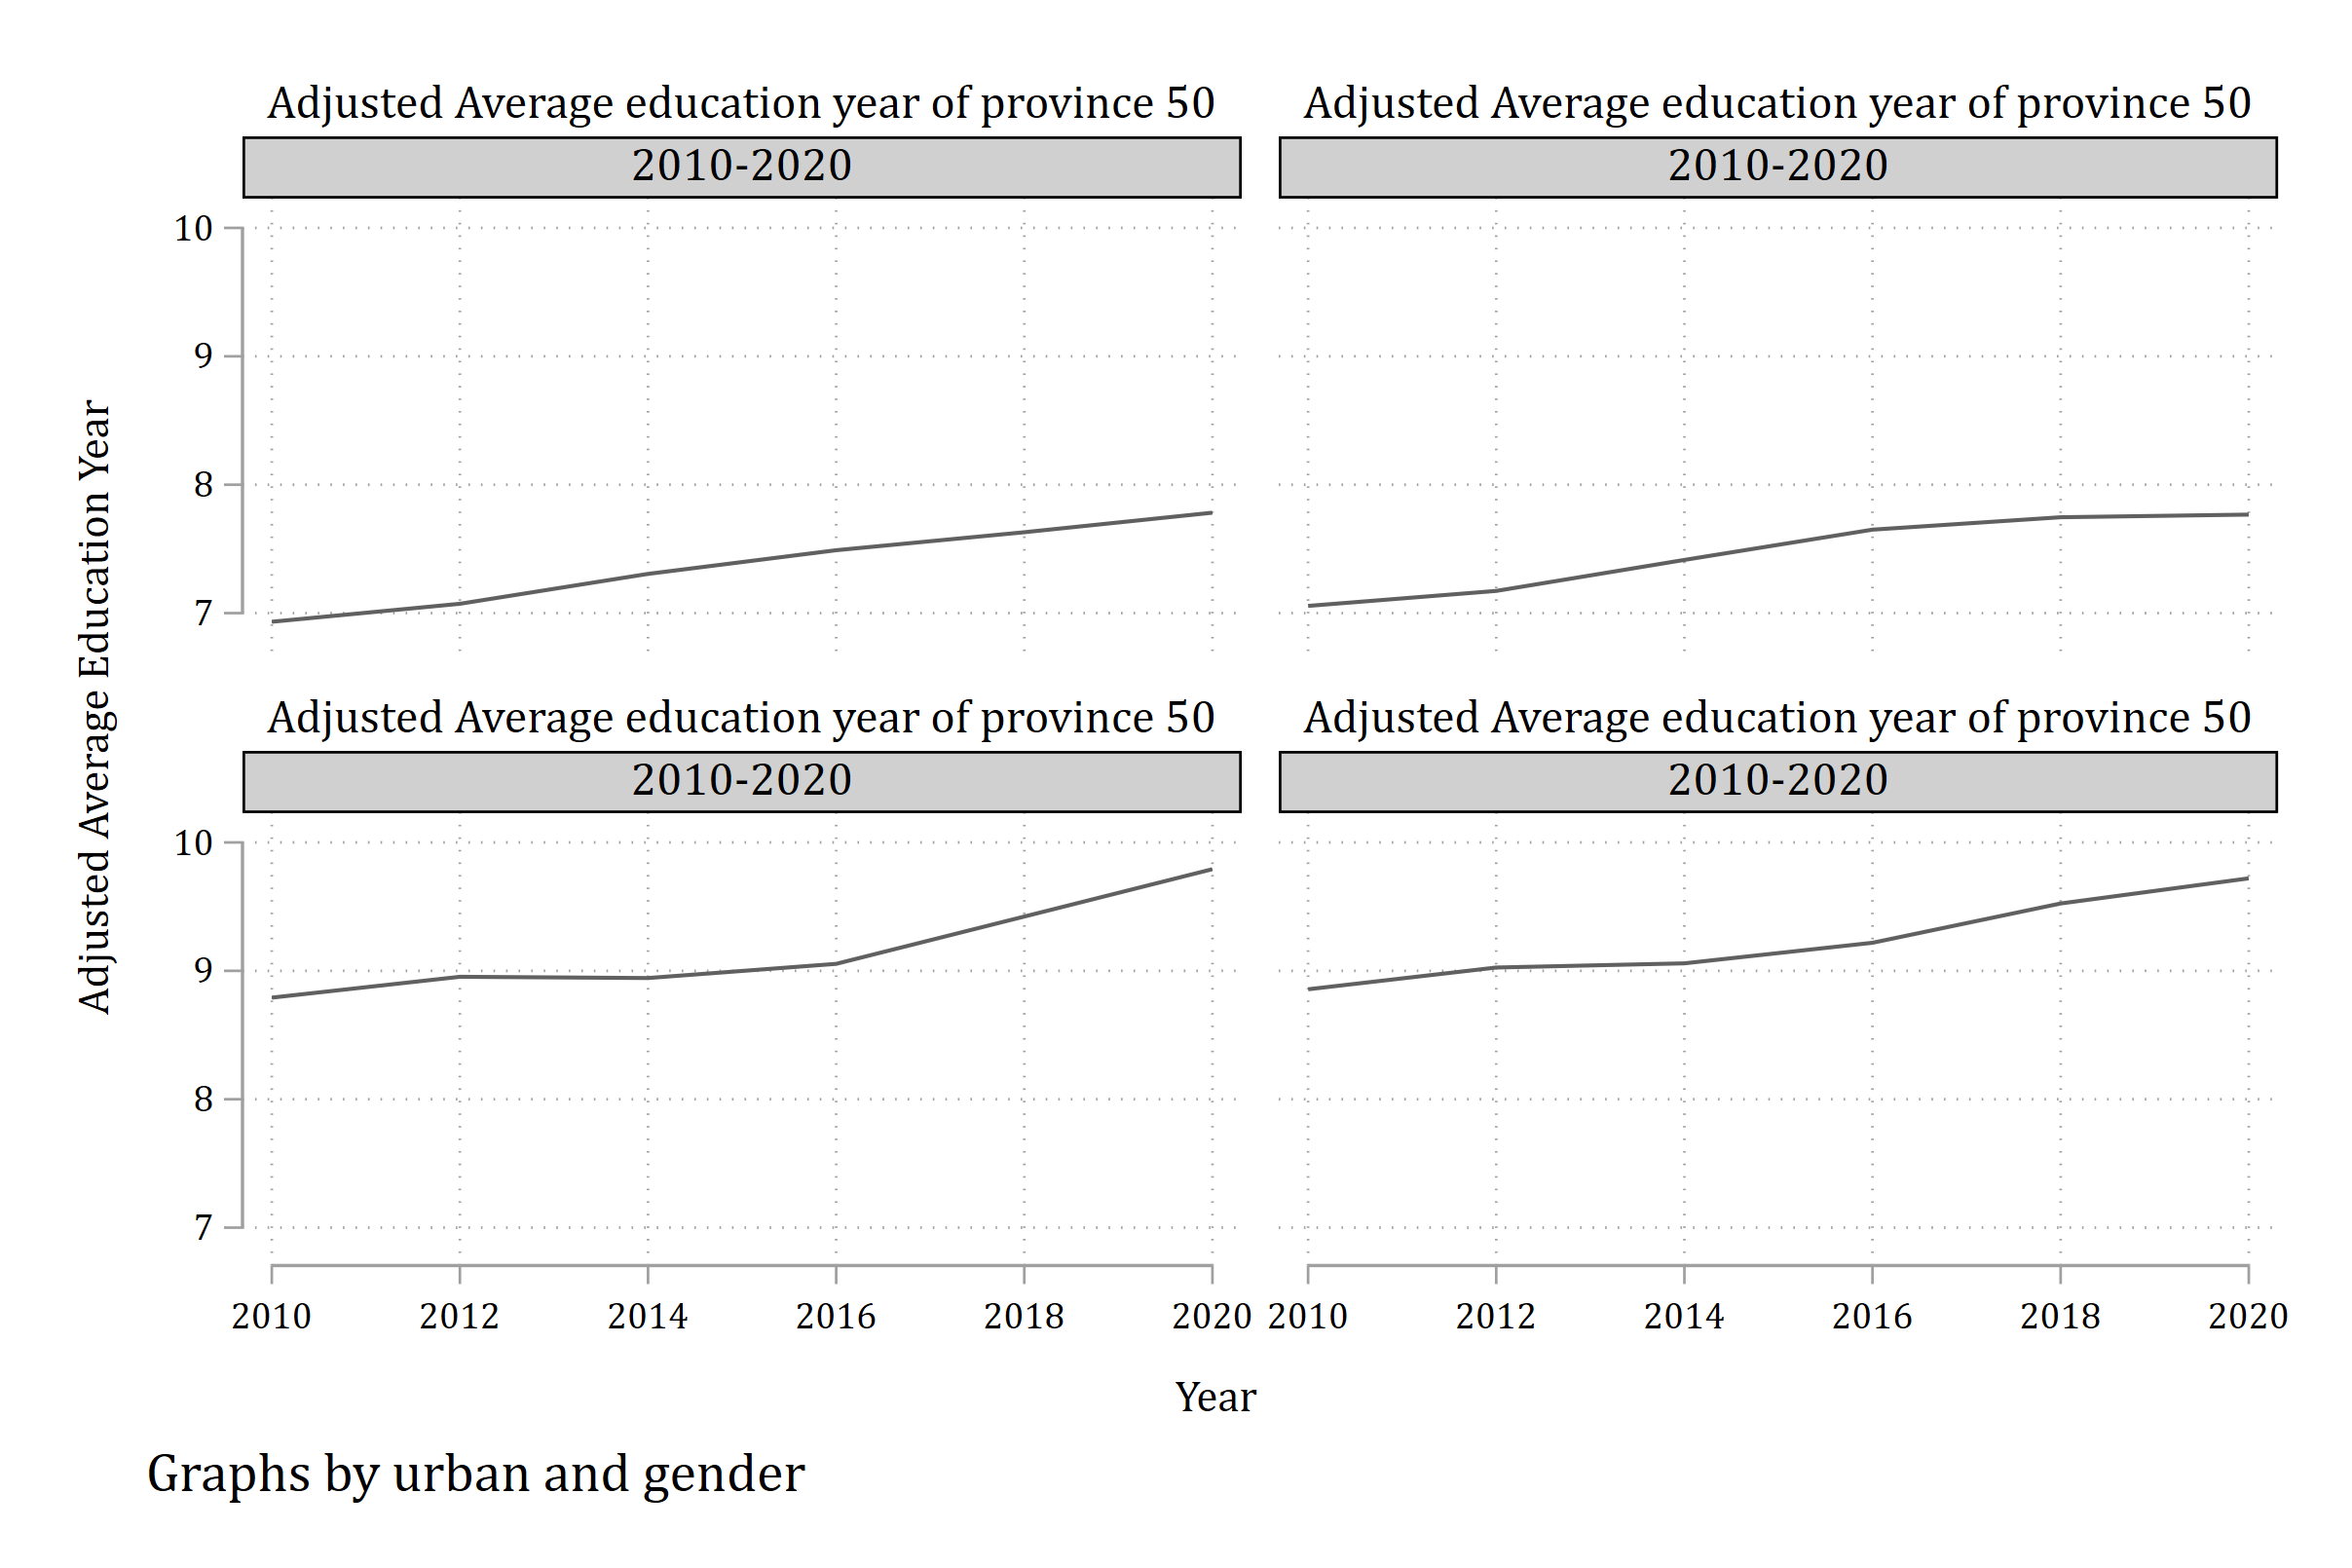 Adjusted Average education year of province 50
2010-2020
Adjusted Average education year of province 50
2010-2020
10
9
8
7
Adjusted Average Education Year
Adjusted Average education year of province 50
2010-2020
Adjusted Average education year of province 50
2010-2020
10
9
8
7
2010 2012 2014 2016 2018 2020
2010 2012 2014 2016 2018 2020
Year
Graphs by urban and gender